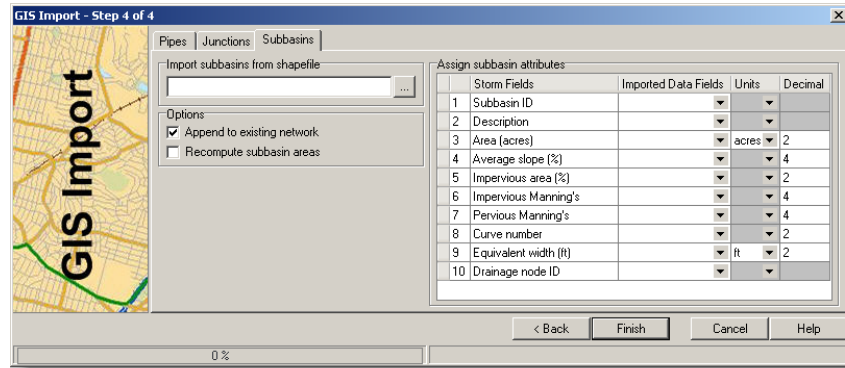 GIS Import - Step 4 of 4
GIS Import
Pipes Junctions Subbasins
Import subbasins from shapefile
...
Options
Append to existing network
Recompute subbasin areas
Assign subbasin attributes
Storm Fields Imported Data Fields Units Decimal
1 Subbasin ID
2 Description
3 Area (acres) acres 2
4 Average slope (%) 4
5 Impervious area (%) 2
6 Impervious Manning's 4
7 Pervious Manning's 4
8 Curve number 2
9 Equivalent width (ft) ft 2
10 Drainage node ID
< Back Finish Cancel Help
0 %